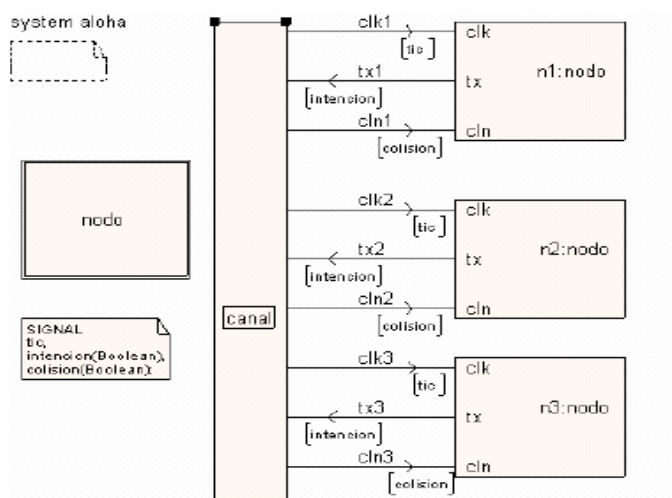 system aloha
clk1
[tic]
clk
tx1
[intencion]
tx
n1:nodo
cln1
[colision]
cln
nodo
clk2
[tic]
clk
tx2
[intencion]
tx
n2:nodo
cln2
[colision]
cln
canal
SIGNAL
tic,
intencion(Boolean),
colision(Boolean);
clk3
[tic]
clk
tx3
[intencion]
tx
n3:nodo
cln3
[colision]
cln